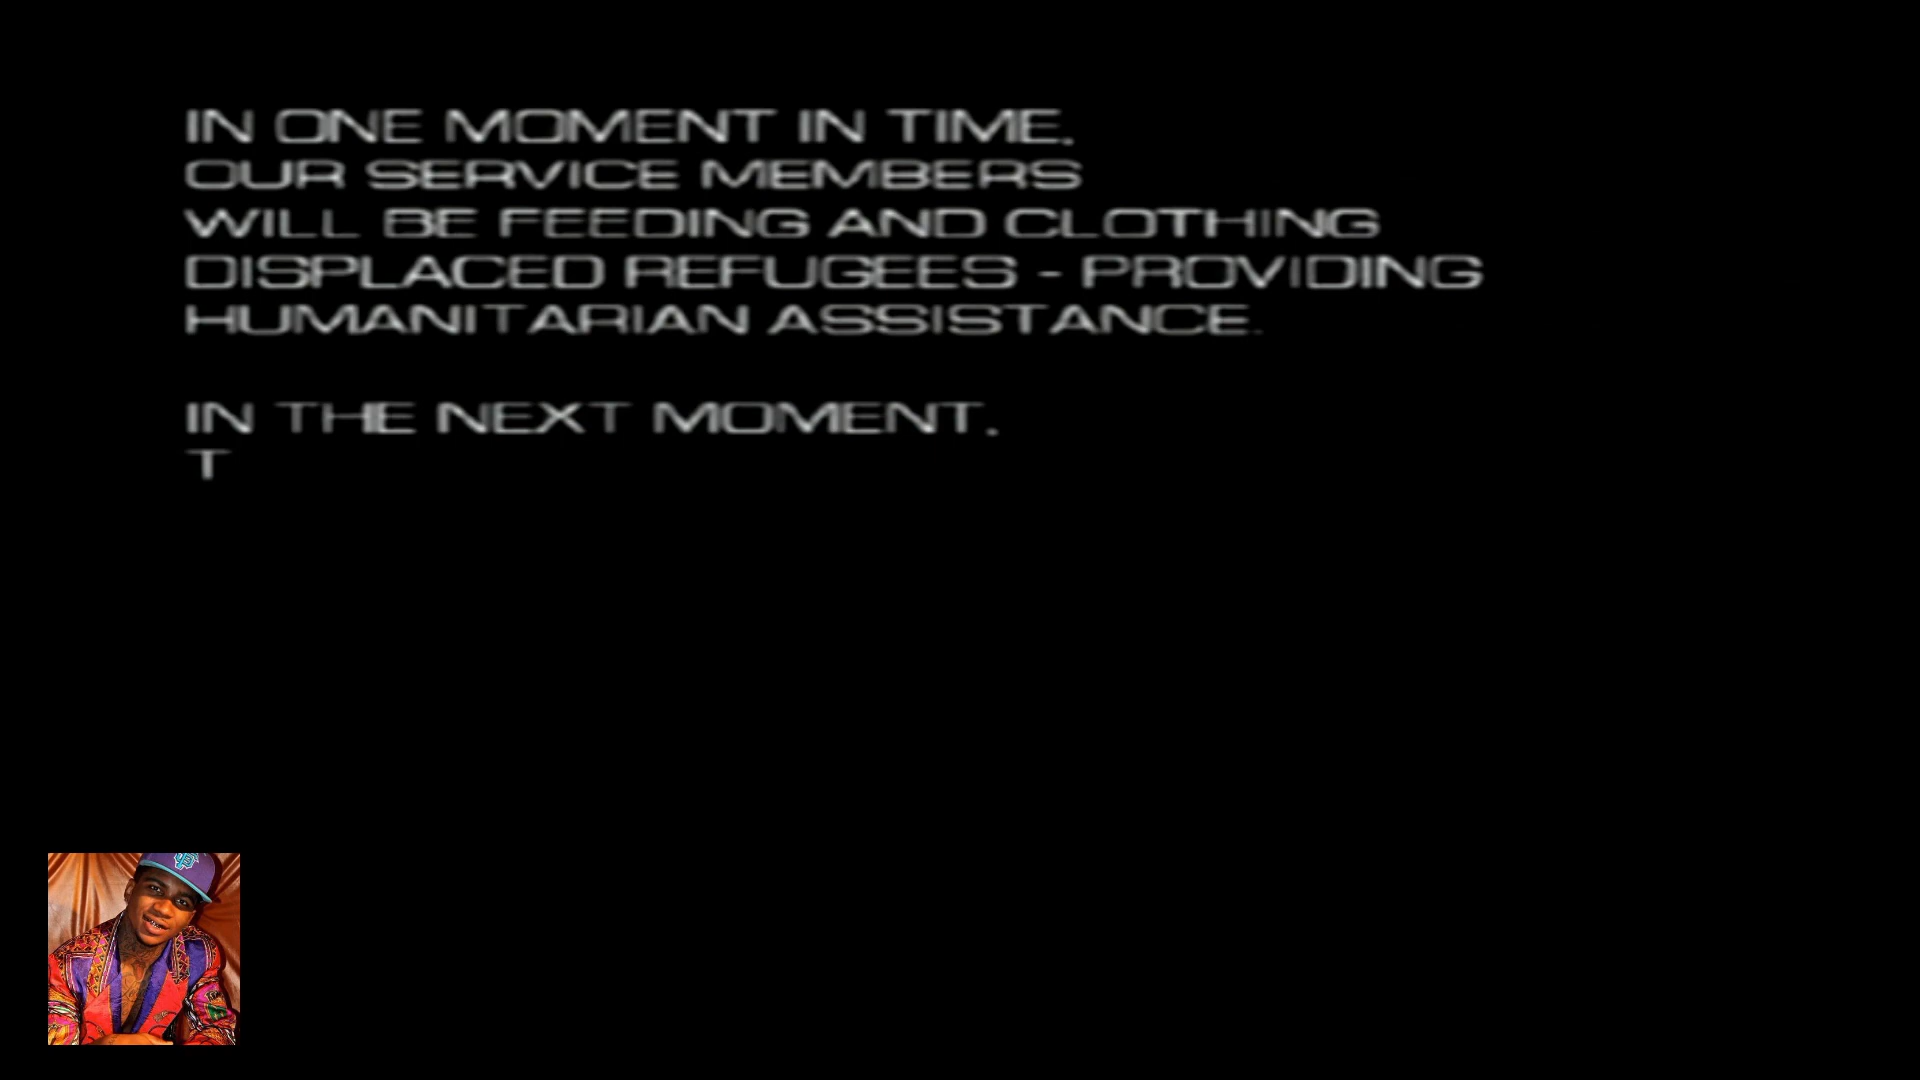 IN ONE MOMENT IN TIME,
OUR SERVICE MEMBERS
WILL BE FEEDING AND CLOTHING
DISPLACED REFUGEES - PROVIDING
HUMANITARIAN ASSISTANCE.
IN THE NEXT MOMENT,
T